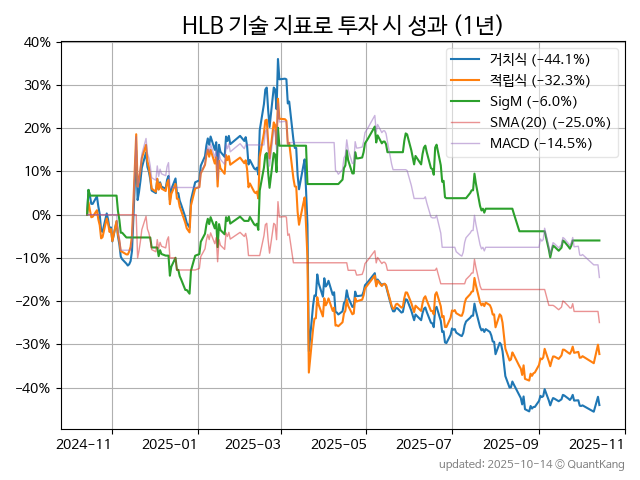 HLB 기술 지표로 투자 시 성과 (1년)
거치식 (−44.1%)
적립식 (−32.3%)
SigM (−6.0%)
SMA(20) (−25.0%)
MACD (−14.5%)
40%
30%
20%
10%
0%
−10%
−20%
−30%
−40%
2024-11 2025-01 2025-03 2025-05 2025-07 2025-09 2025-11
updated: 2025-10-14 © QuantKang